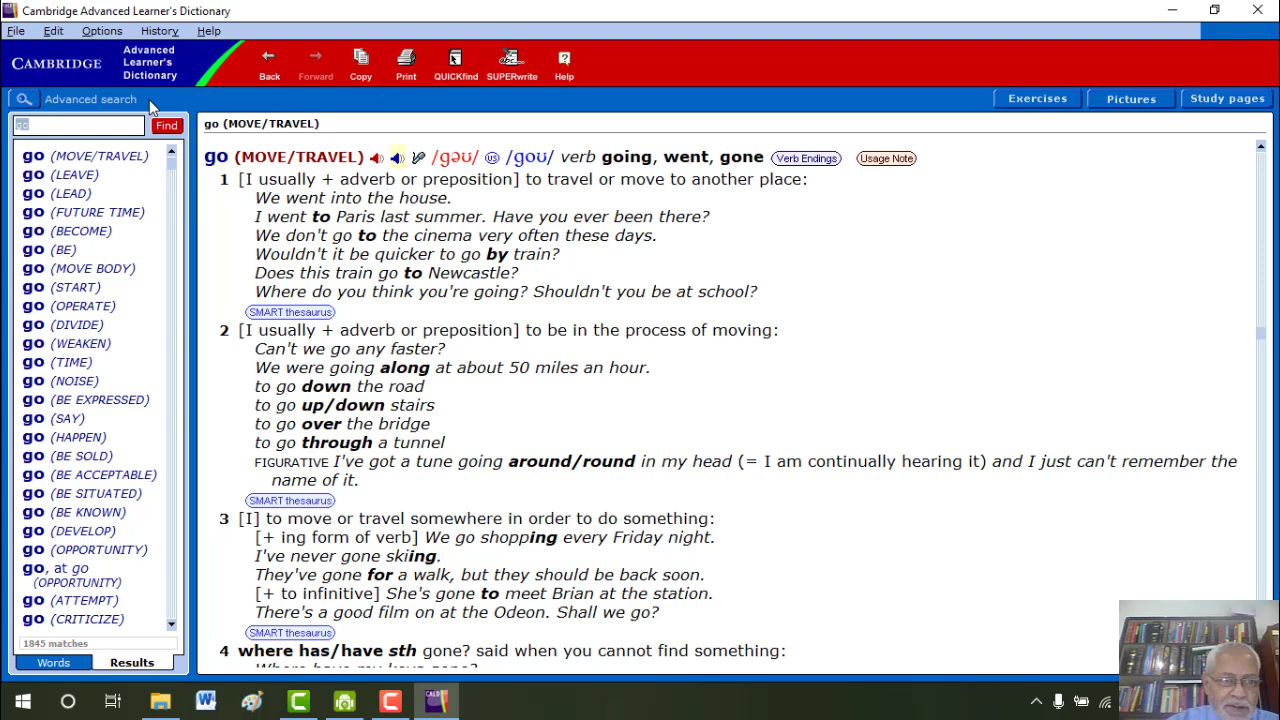 Cambridge Advanced Learner's Dictionary
File Edit Options History Help
CAMBRIDGE
Advanced
Learner's
Dictionary
Back Forward Copy Print QUICKfind SUPERwrite Help
Advanced search
Exercises Pictures Study pages
go Find
go (MOVE/TRAVEL)
go (LEAVE)
go (LEAD)
go (FUTURE TIME)
go (BECOME)
go (BE)
go (MOVE BODY)
go (START)
go (OPERATE)
go (DIVIDE)
go (WEAKEN)
go (TIME)
go (NOISE)
go (BE EXPRESSED)
go (SAY)
go (HAPPEN)
go (BE SOLD)
go (BE ACCEPTABLE)
go (BE SITUATED)
go (BE KNOWN)
go (DEVELOP)
go (OPPORTUNITY)
go, at go
(OPPORTUNITY)
go (ATTEMPT)
go (CRITICIZE)
1845 matches
Words Results
go (MOVE/TRAVEL)
go (MOVE/TRAVEL) /gəʊ/ US /goʊ/ verb going, went, gone Verb Endings Usage Note
1 [I usually + adverb or preposition] to travel or move to another place:
We went into the house.
I went to Paris last summer. Have you ever been there?
We don't go to the cinema very often these days.
Wouldn't it be quicker to go by train?
Does this train go to Newcastle?
Where do you think you're going? Shouldn't you be at school?
SMART thesaurus
2 [I usually + adverb or preposition] to be in the process of moving:
Can't we go any faster?
We were going along at about 50 miles an hour.
to go down the road
to go up/down stairs
to go over the bridge
to go through a tunnel
FIGURATIVE I've got a tune going around/round in my head (= I am continually hearing it) and I just can't remember the
name of it.
SMART thesaurus
3 [I] to move or travel somewhere in order to do something:
[+ ing form of verb] We go shopping every Friday night.
I've never gone skiing.
They've gone for a walk, but they should be back soon.
[+ to infinitive] She's gone to meet Brian at the station.
There's a good film on at the Odeon. Shall we go?
SMART thesaurus
4 where has/have sth gone? said when you cannot find something:
Where have my keys gone?
CALD